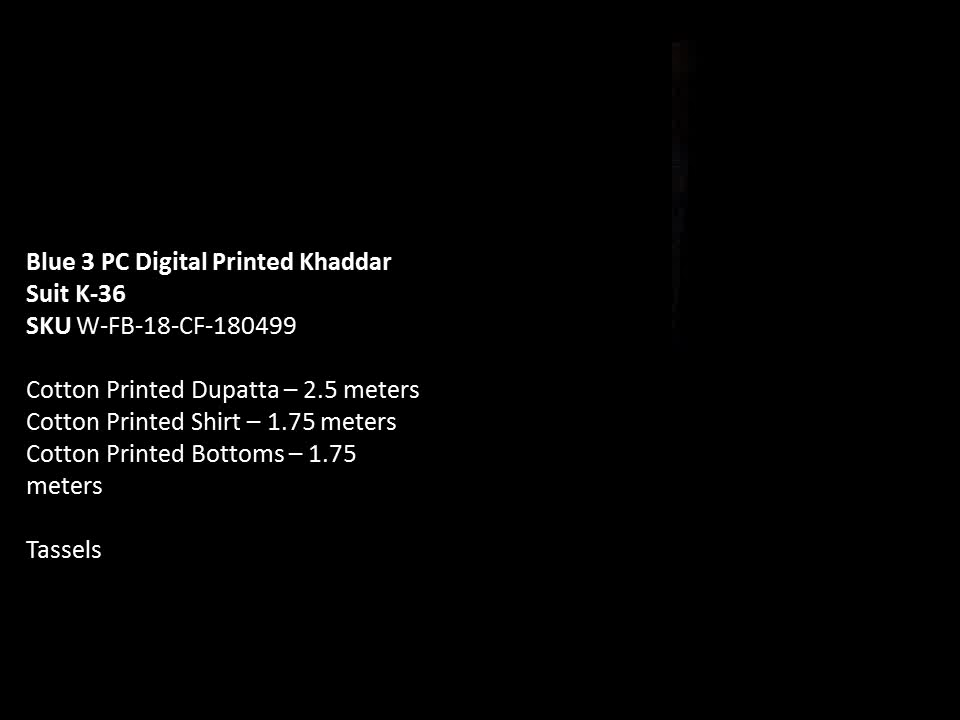 Blue 3 PC Digital Printed Khaddar
Suit K-36
SKU W-FB-18-CF-180499
Cotton Printed Dupatta – 2.5 meters
Cotton Printed Shirt – 1.75 meters
Cotton Printed Bottoms – 1.75
meters
Tassels